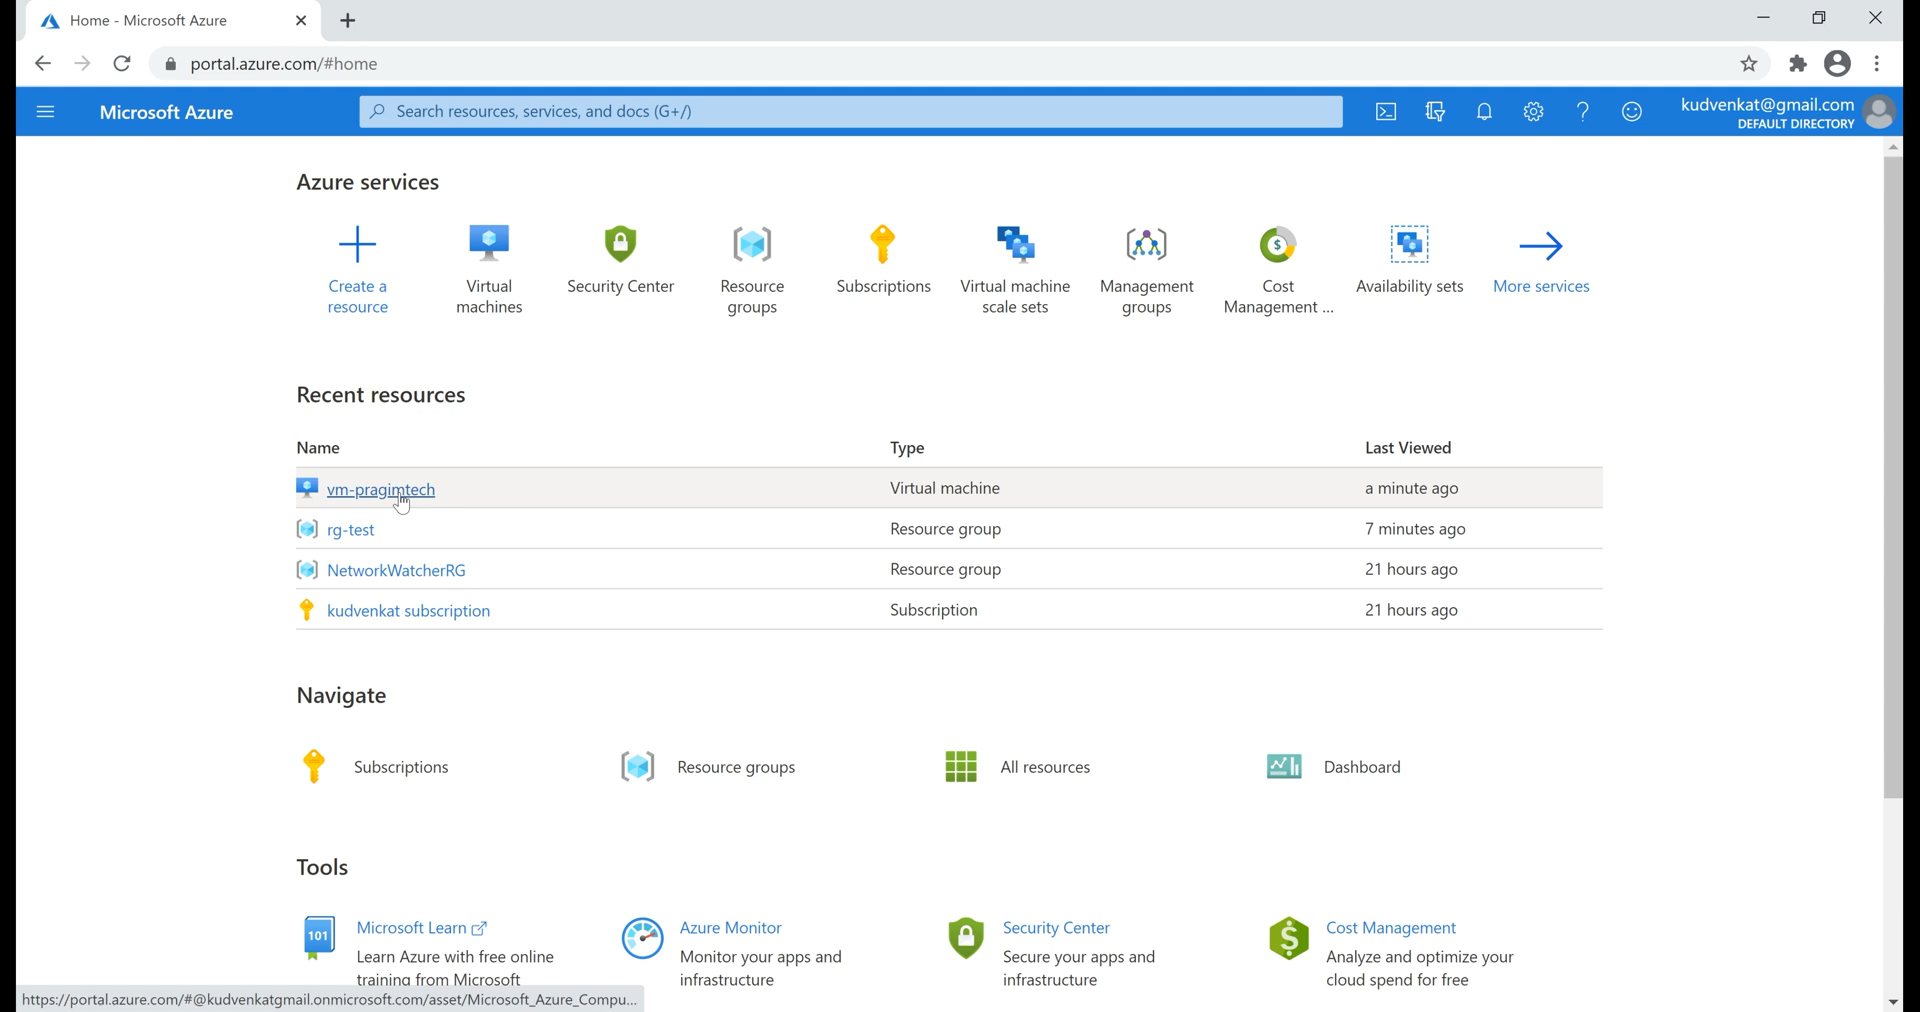 Home - Microsoft Azure
portal.azure.com/#home
Microsoft Azure
Search resources, services, and docs (G+/)
kudvenkat@gmail.com
DEFAULT DIRECTORY
Azure services
Create a
resource
Virtual
machines
Security Center
Resource
groups
Subscriptions
Virtual machine
scale sets
Management
groups
Cost
Management ...
Availability sets
More services
Recent resources
Name Type Last Viewed
vm-pragimtech Virtual machine a minute ago
rg-test Resource group 7 minutes ago
NetworkWatcherRG Resource group 21 hours ago
kudvenkat subscription Subscription 21 hours ago
Navigate
Subscriptions Resource groups All resources Dashboard
Tools
101
Microsoft Learn
Learn Azure with free online
training from Microsoft
Azure Monitor
Monitor your apps and
infrastructure
Security Center
Secure your apps and
infrastructure
Cost Management
Analyze and optimize your
cloud spend for free
https://portal.azure.com/#@kudvenkatgmail.onmicrosoft.com/asset/Microsoft_Azure_Compu...